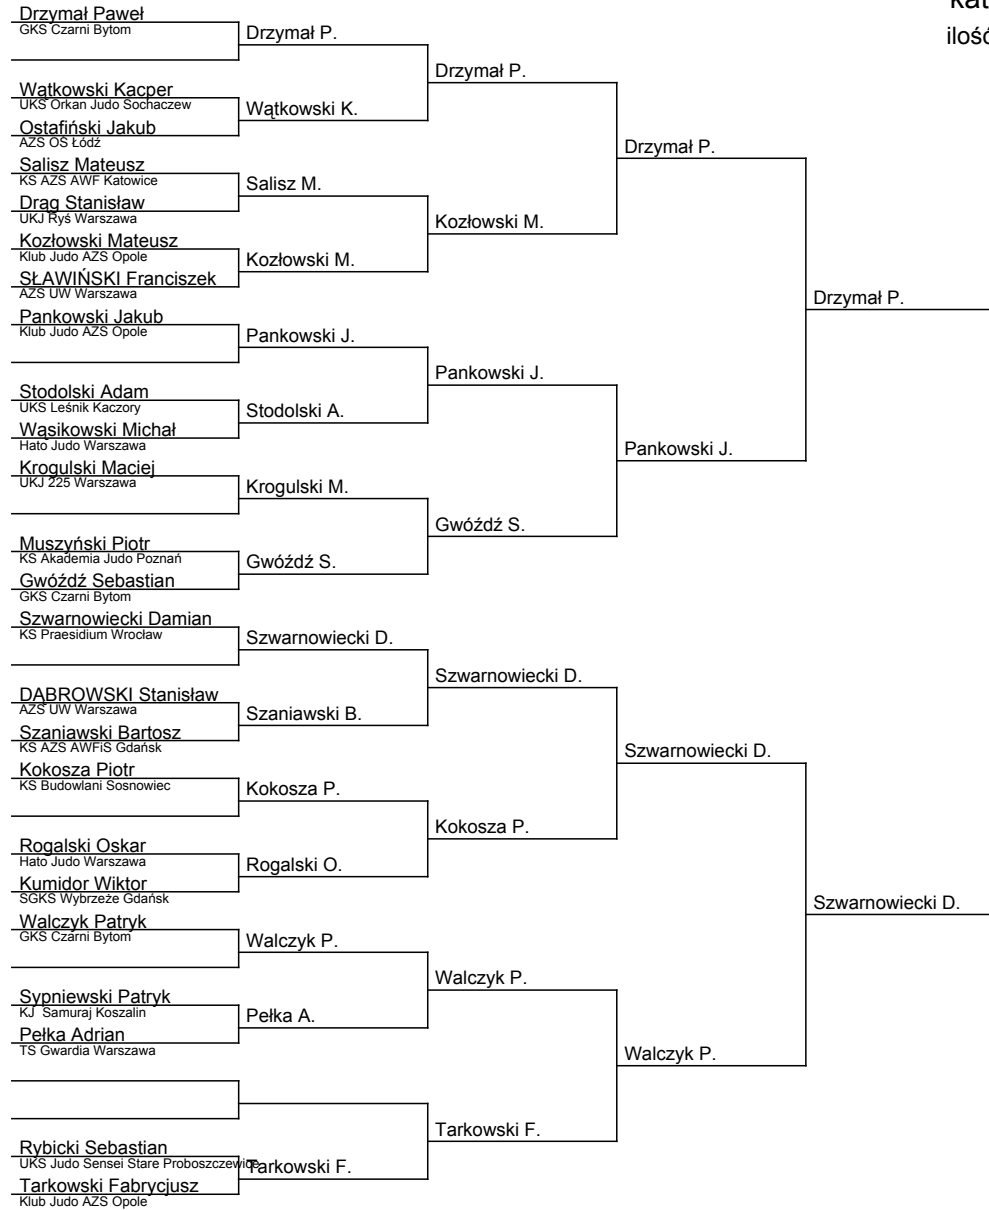 Drzymał Paweł
GKS Czarni Bytom
Wątkowski Kacper
UKS Orkan Judo Sochaczew
Ostafiński Jakub
AZS OŚ Łódź
Salisz Mateusz
KS AZS AWF Katowice
Drąg Stanisław
UKJ Ryś Warszawa
Kozłowski Mateusz
Klub Judo AZS Opole
SŁAWIŃSKI Franciszek
AZS UW Warszawa
Pankowski Jakub
Klub Judo AZS Opole
Stodolski Adam
UKS Leśnik Kaczory
Wąsikowski Michał
Hato Judo Warszawa
Krogulski Maciej
UKJ 225 Warszawa
Muszyński Piotr
KS Akademia Judo Poznań
Gwóźdź Sebastian
GKS Czarni Bytom
Szwarnowiecki Damian
KS Praesidium Wrocław
DĄBROWSKI Stanisław
AZS UW Warszawa
Szaniawski Bartosz
KS AZS AWFiS Gdańsk
Kokosza Piotr
KS Budowlani Sosnowiec
Rogalski Oskar
Hato Judo Warszawa
Kumidor Wiktor
SGKS Wybrzeże Gdańsk
Walczyk Patryk
GKS Czarni Bytom
Sypniewski Patryk
KJ Samuraj Koszalin
Pełka Adrian
TS Gwardia Warszawa
Rybicki Sebastian
UKS Judo Sensei Stare Proboszczewice
Tarkowski Fabrycjusz
Klub Judo AZS Opole
Drzymał P.
Wątkowski K.
Salisz M.
Kozłowski M.
Pankowski J.
Stodolski A.
Krogulski M.
Gwóźdź S.
Szwarnowiecki D.
Szaniawski B.
Kokosza P.
Rogalski O.
Walczyk P.
Pełka A.
Tarkowski F.
Drzymał P.
Kozłowski M.
Pankowski J.
Gwóźdź S.
Szwarnowiecki D.
Kokosza P.
Walczyk P.
Tarkowski F.
Drzymał P.
Pankowski J.
Szwarnowiecki D.
Walczyk P.
Drzymał P.
Szwarnowiecki D.